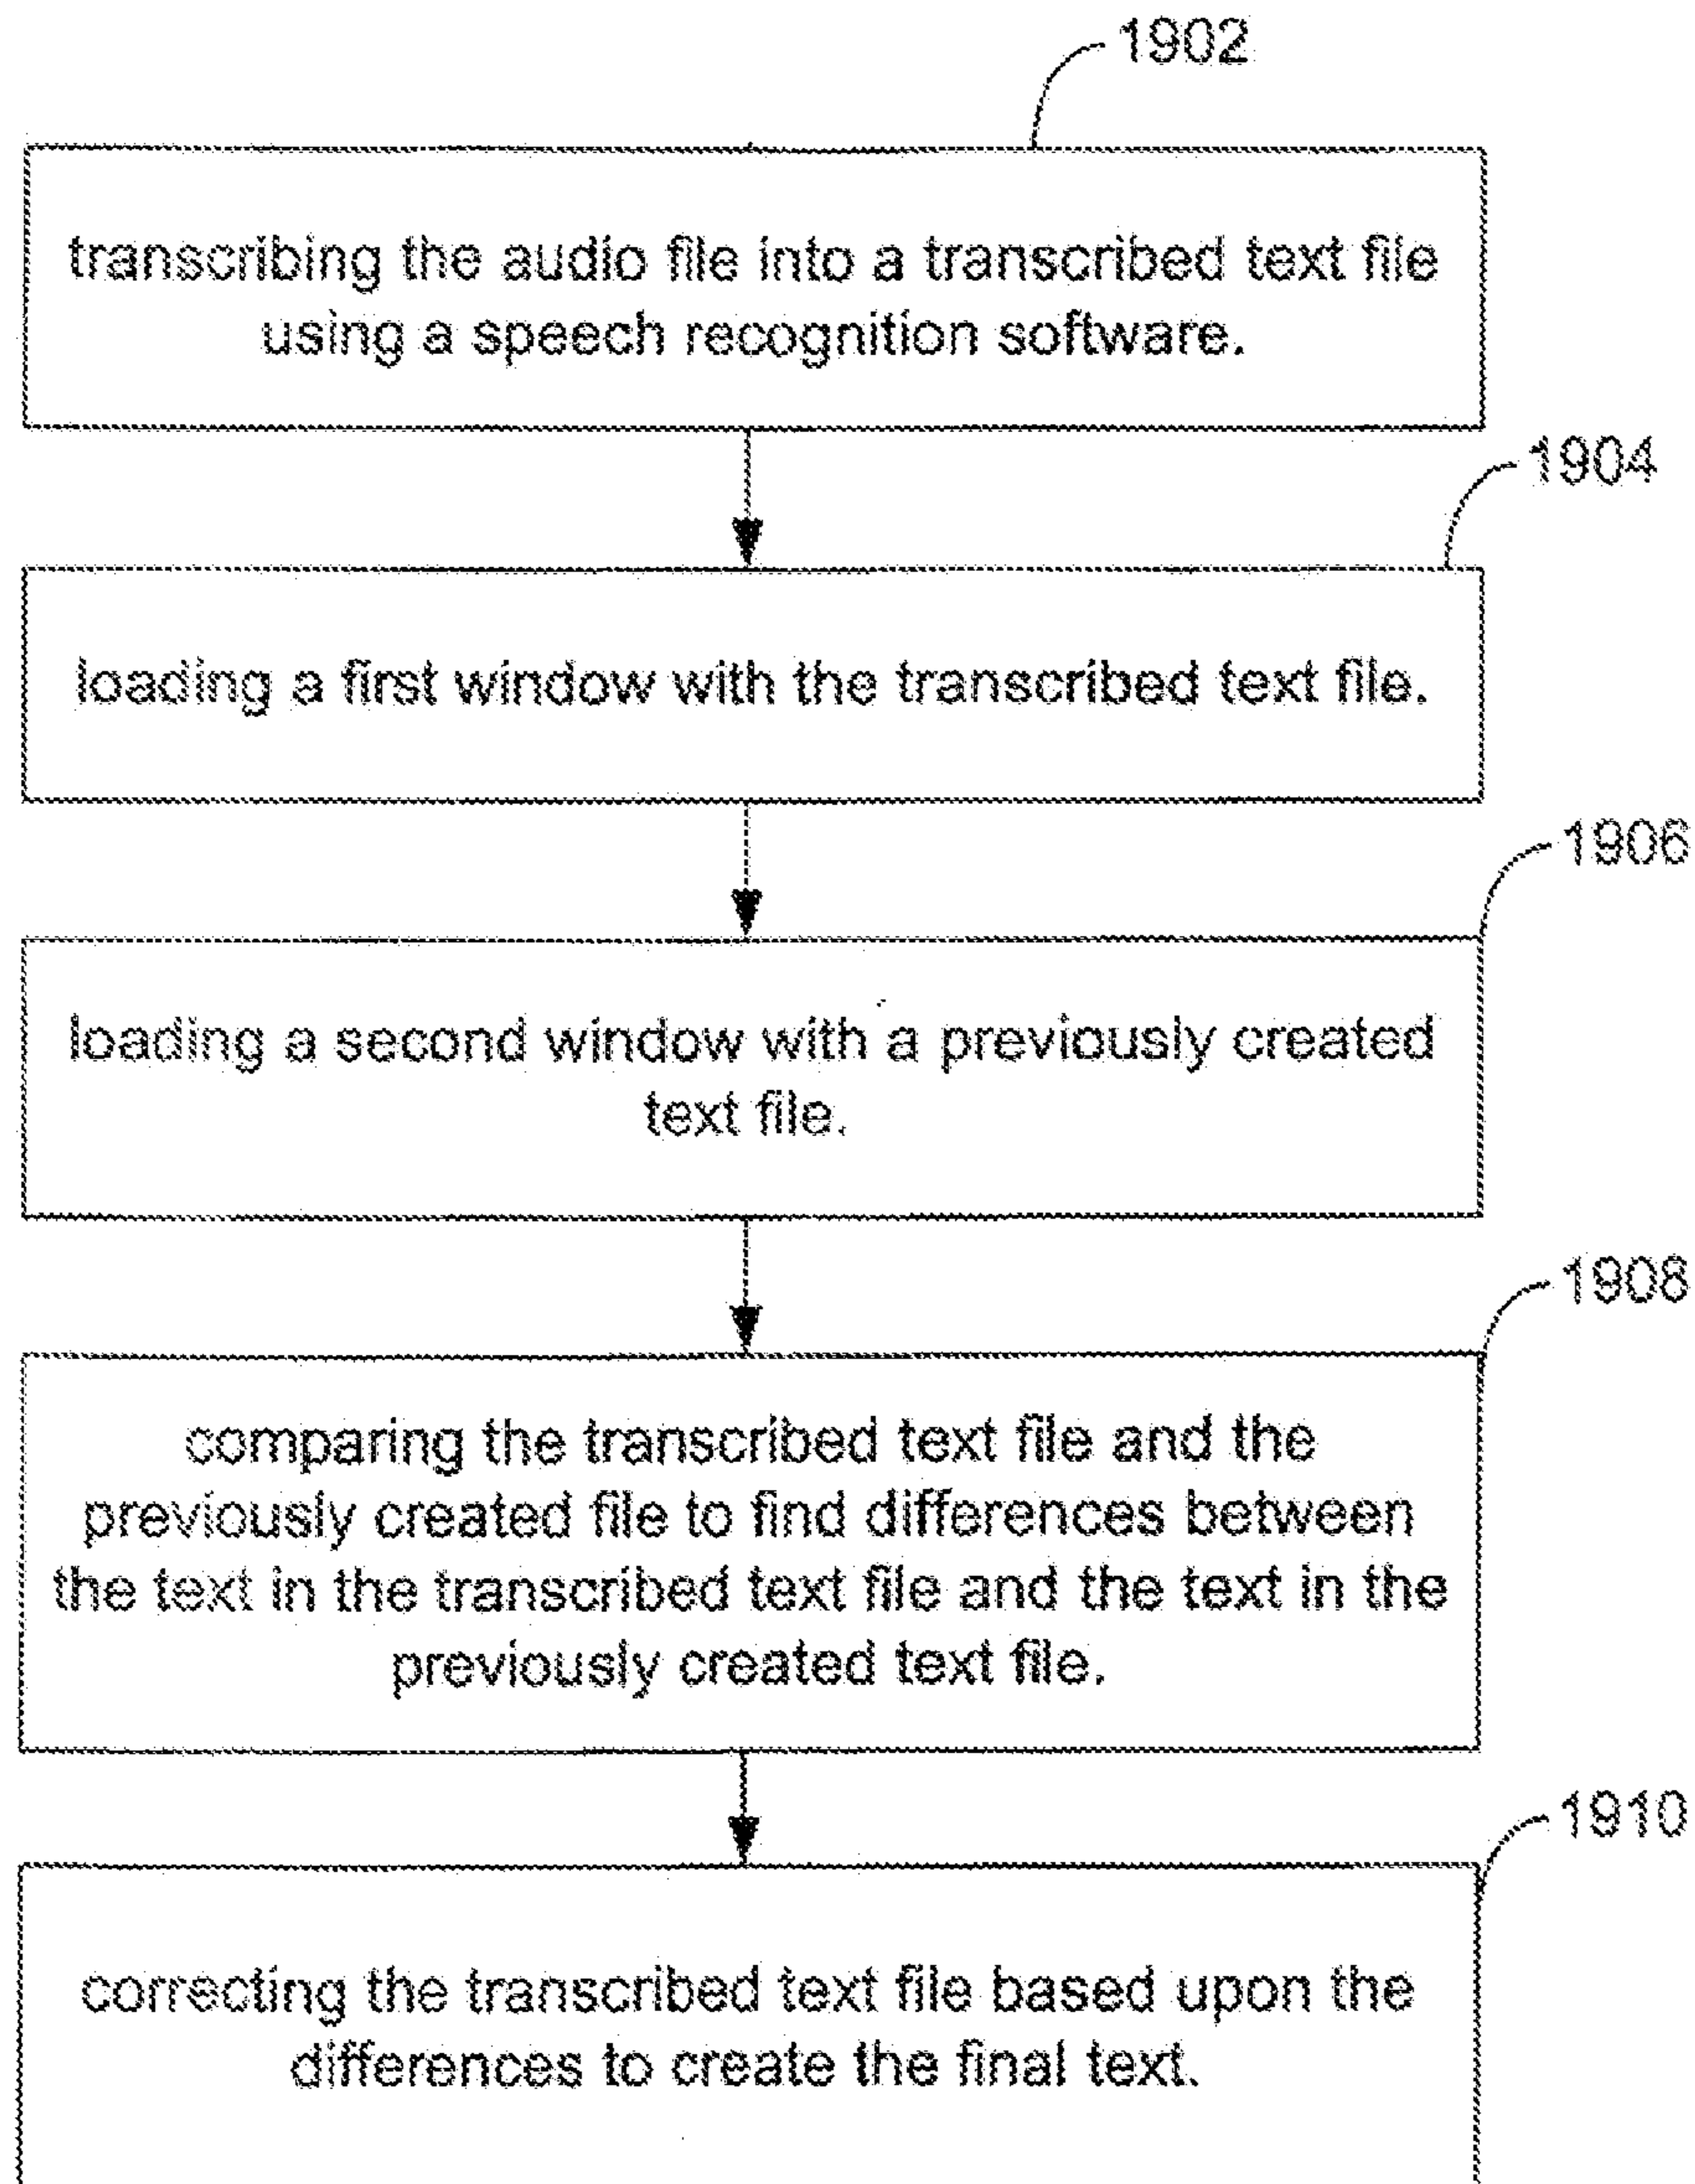 1902
transcribing the audio file into a transcribed text file
using a speech recognition software.
1904
loading a first window with the transcribed text file.
1906
loading a second window with a previously created
text file.
1908
comparing the transcribed text file and the
previously created file to find differences between
the text in the transcribed text file and the text in the
previously created text file.
1910
correcting the transcribed text file based upon the
differences to create the final text.